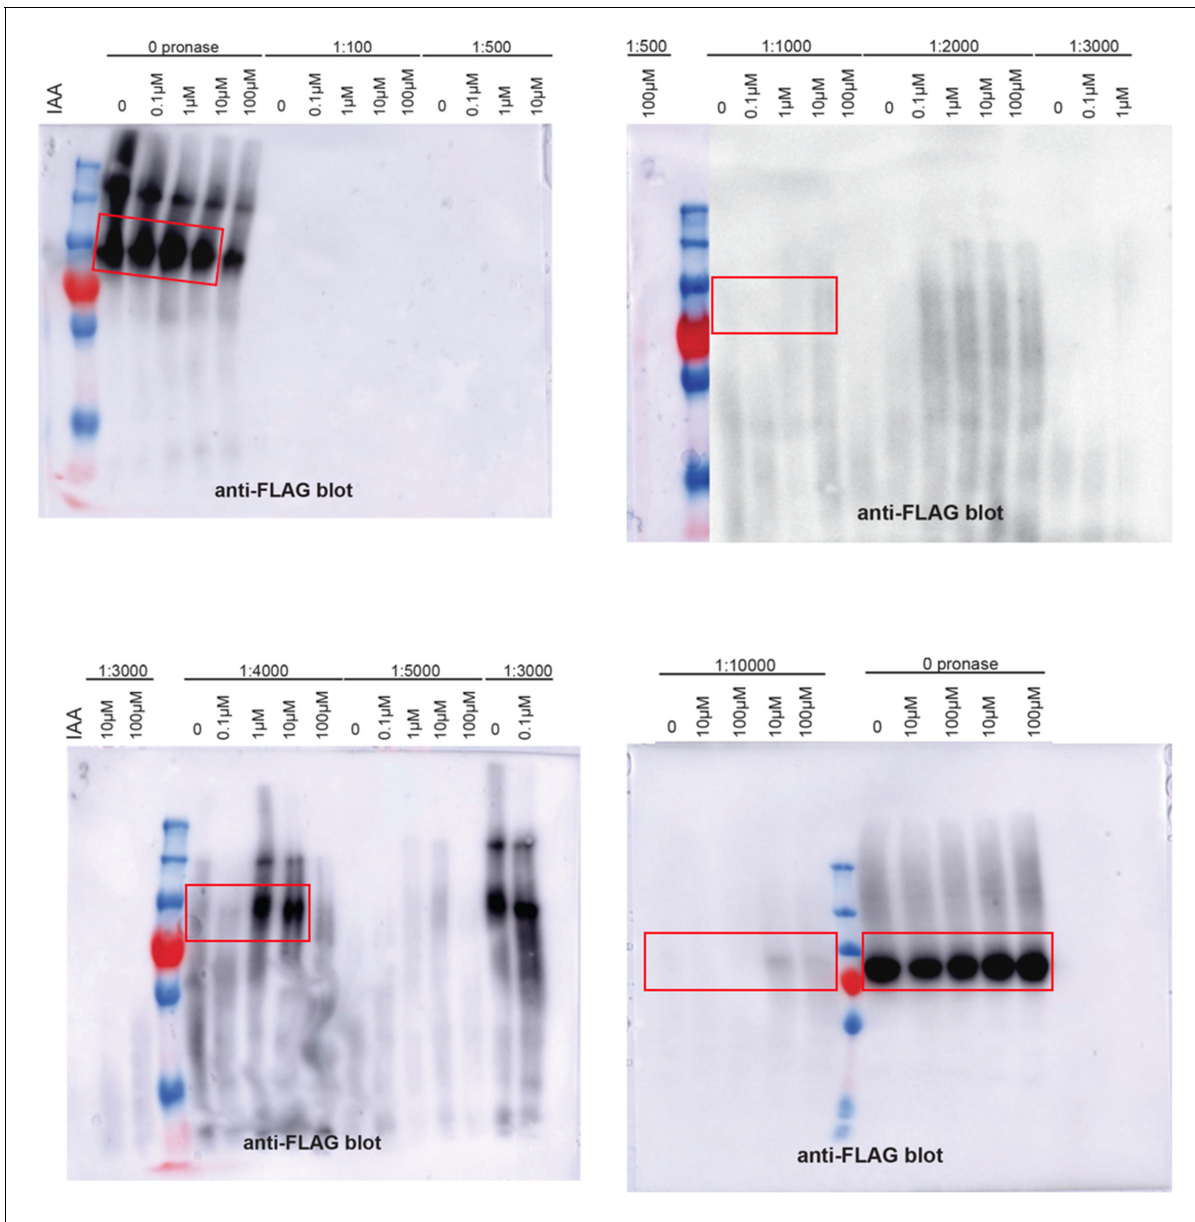 0 pronase 1:100 1:500
IAA 0 0.1µM 1µM 10µM 100µM 0 0.1µM 1µM 10µM 100µM 0 0.1µM 1µM 10µM
anti-FLAG blot
1:500 1:1000 1:2000 1:3000
100µM 0 0.1µM 1µM 10µM 100µM 0 0.1µM 1µM 10µM 100µM 0 0.1µM 1µM
anti-FLAG blot
1:3000 1:4000 1:5000 1:3000
IAA 10µM 100µM 0 0.1µM 1µM 10µM 100µM 0 0.1µM 1µM 10µM 100µM 0 0.1µM
anti-FLAG blot
1:10000 0 pronase
0 10µM 100µM 10µM 100µM 0 10µM 100µM 10µM 100µM
anti-FLAG blot